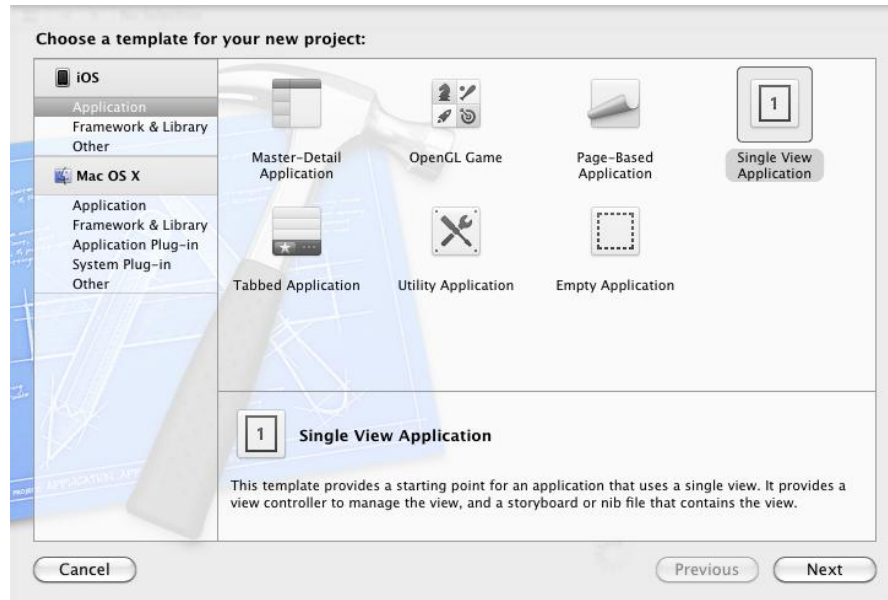 Choose a template for your new project:
iOS
Application
Framework & Library
Other
Mac OS X
Application
Framework & Library
Application Plug-in
System Plug-in
Other
Master-Detail
Application
OpenGL Game
Page-Based
Application
1
Single View
Application
Tabbed Application
Utility Application
Empty Application
1
Single View Application
This template provides a starting point for an application that uses a single view. It provides a
view controller to manage the view, and a storyboard or nib file that contains the view.
Cancel
Previous
Next